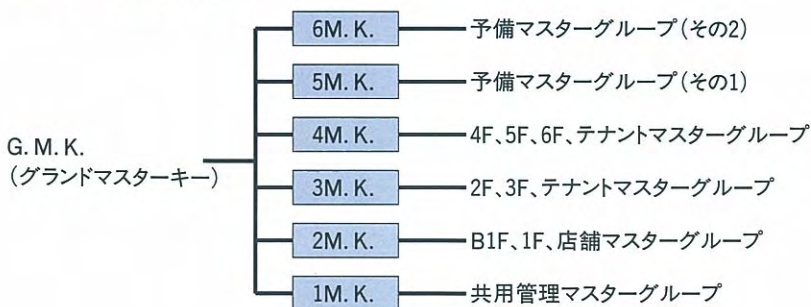 6M. K.
予備マスターグループ(その2)
5M. K.
予備マスターグループ(その1)
G. M. K.
(グランドマスターキー)
4M. K.
4F、5F、6F、テナントマスターグループ
3M. K.
2F、3F、テナントマスターグループ
2M. K.
B1F、1F、店舗マスターグループ
1M. K.
共用管理マスターグループ